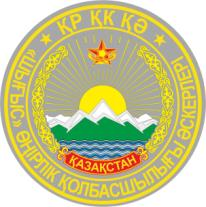 ҚР ҚК ҚӘ
«ШЫҒЫС» ӨҢІРЛІК ҚОЛБАСШЫЛЫҒЫ ӘСКЕРЛЕРІ
ҚАЗАҚСТАН